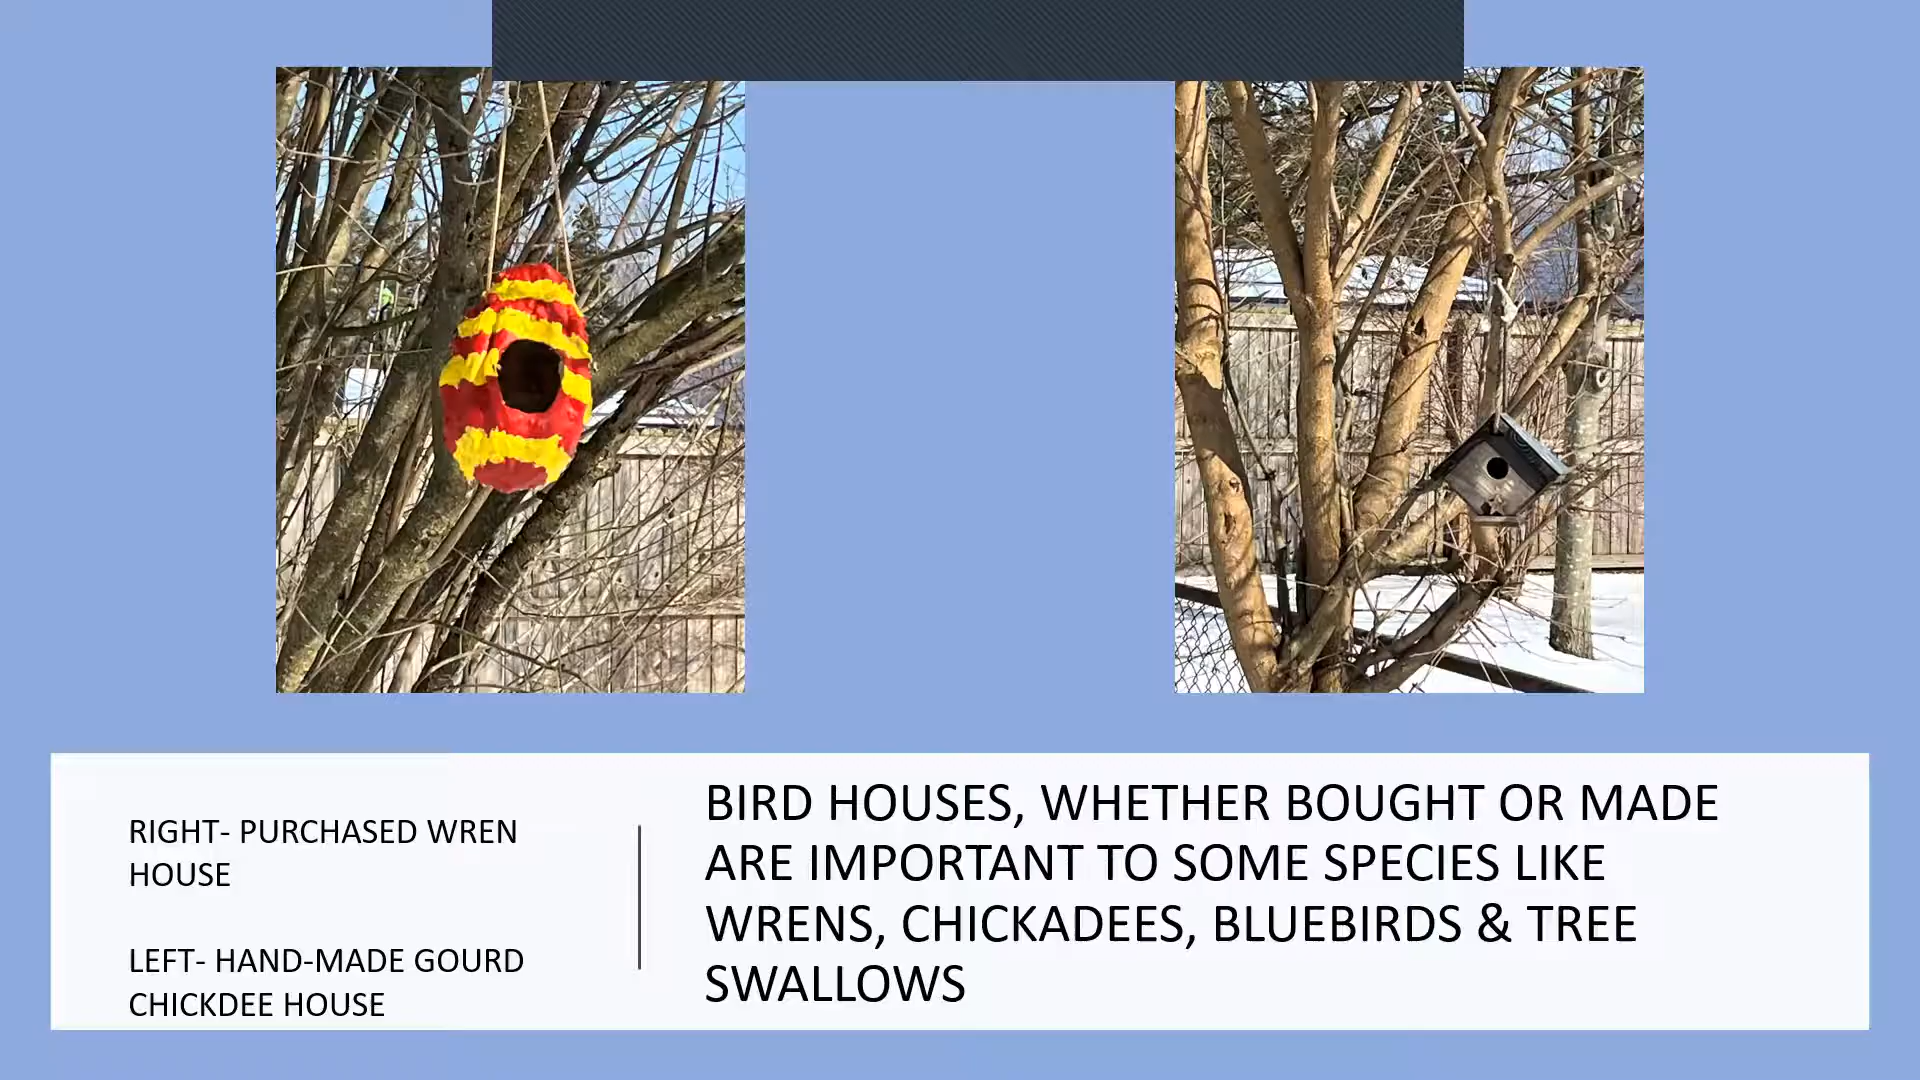 RIGHT- PURCHASED WREN
HOUSE
LEFT- HAND-MADE GOURD
CHICKDEE HOUSE
BIRD HOUSES, WHETHER BOUGHT OR MADE
ARE IMPORTANT TO SOME SPECIES LIKE
WRENS, CHICKADEES, BLUEBIRDS & TREE
SWALLOWS